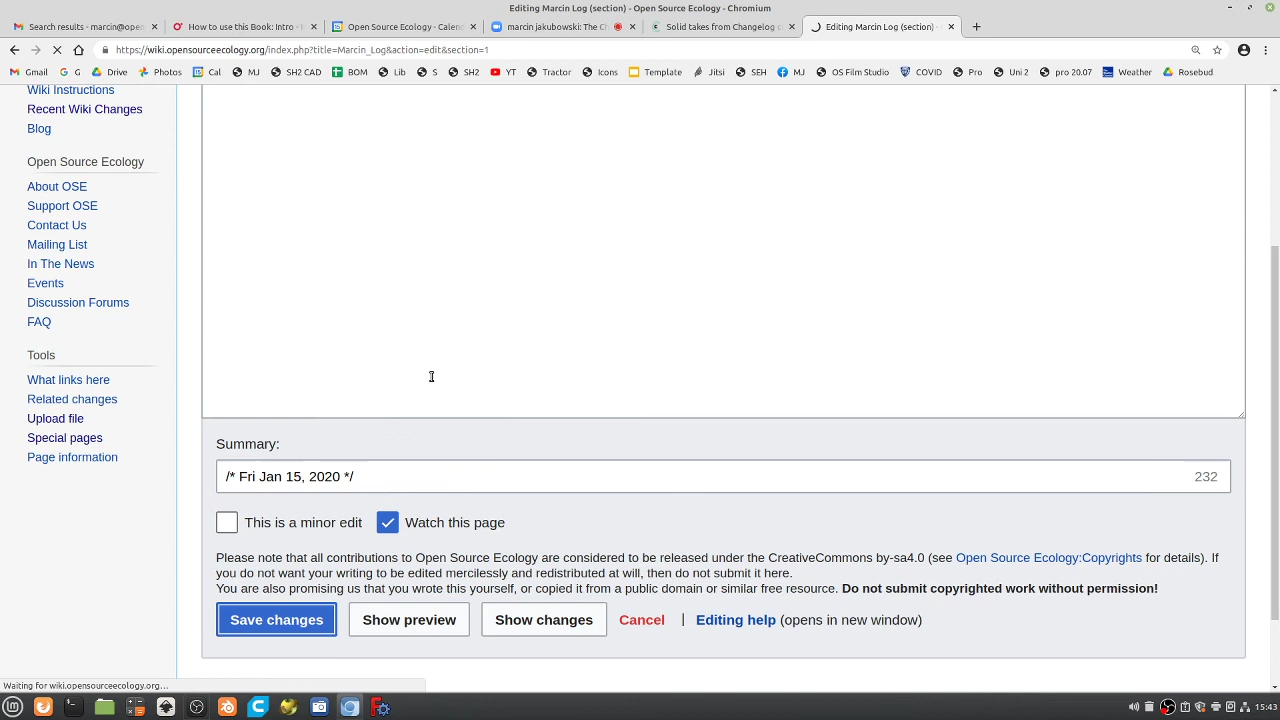 Editing Marcin Log (section) - Open Source Ecology - Chromium
Search results - marcin@open
How to use this Book: Intro -
Open Source Ecology - Calend
marcin jakubowski: The Ch
Solid takes from Changelog
Editing Marcin Log (section)
https://wiki.opensourceecology.org/index.php?title=Marcin_Log&action=edit&section=1
Gmail G Drive Photos Cal MJ SH2 CAD BOM Lib S SH2 YT Tractor Icons Template Jitsi SEH MJ OS Film Studio COVID Pro Uni 2 pro 20.07 Weather Rosebud
Wiki Instructions
Recent Wiki Changes
Blog
Open Source Ecology
About OSE
Support OSE
Contact Us
Mailing List
In The News
Events
Discussion Forums
FAQ
Tools
What links here
Related changes
Upload file
Special pages
Page information
Summary:
/* Fri Jan 15, 2020 */
232
This is a minor edit
Watch this page
Please note that all contributions to Open Source Ecology are considered to be released under the CreativeCommons by-sa4.0 (see Open Source Ecology:Copyrights for details). If
you do not want your writing to be edited mercilessly and redistributed at will, then do not submit it here.
You are also promising us that you wrote this yourself, or copied it from a public domain or similar free resource. Do not submit copyrighted work without permission!
Save changes
Show preview
Show changes
Cancel | Editing help (opens in new window)
Waiting for wiki.opensourceecology.org…
15:43